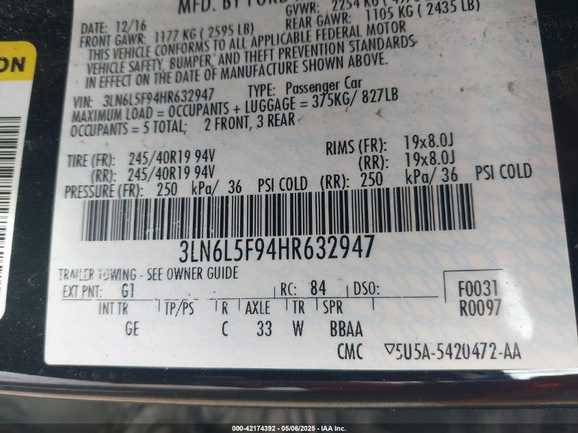 MFD. BY FORD
DATE: 12/16
GVWR: 2254 KG
FRONT GAWR: 1177 KG ( 2595 LB)
REAR GAWR: 1105 KG ( 2435 LB)
THIS VEHICLE CONFORMS TO ALL APPLICABLE FEDERAL MOTOR
VEHICLE SAFETY, BUMPER, AND THEFT PREVENTION STANDARDS
IN EFFECT ON THE DATE OF MANUFACTURE SHOWN ABOVE.
VIN: 3LN6L5F94HR632947 TYPE: Passenger Car
MAXIMUM LOAD = OCCUPANTS + LUGGAGE = 375KG/ 827LB
OCCUPANTS = 5 TOTAL; 2 FRONT, 3 REAR
TIRE (FR): 245/40R19 94V RIMS (FR): 19x8.0J
(RR): 245/40R19 94V (RR): 19x8.0J
PRESSURE (FR): 250 kPa/ 36 PSI COLD (RR): 250 kPa/ 36 PSI COLD
3LN6L5F94HR632947
TRAILER TOWING - SEE OWNER GUIDE
EXT PNT: G1 RC: 84 DSO: F0031
R0097
INT TR TP/PS R AXLE TR SPR
GE C 33 W BBAA
CMC ▽5U5A-5420472-AA
ON
000-42174392 - 05/06/2025 - IAA Inc.